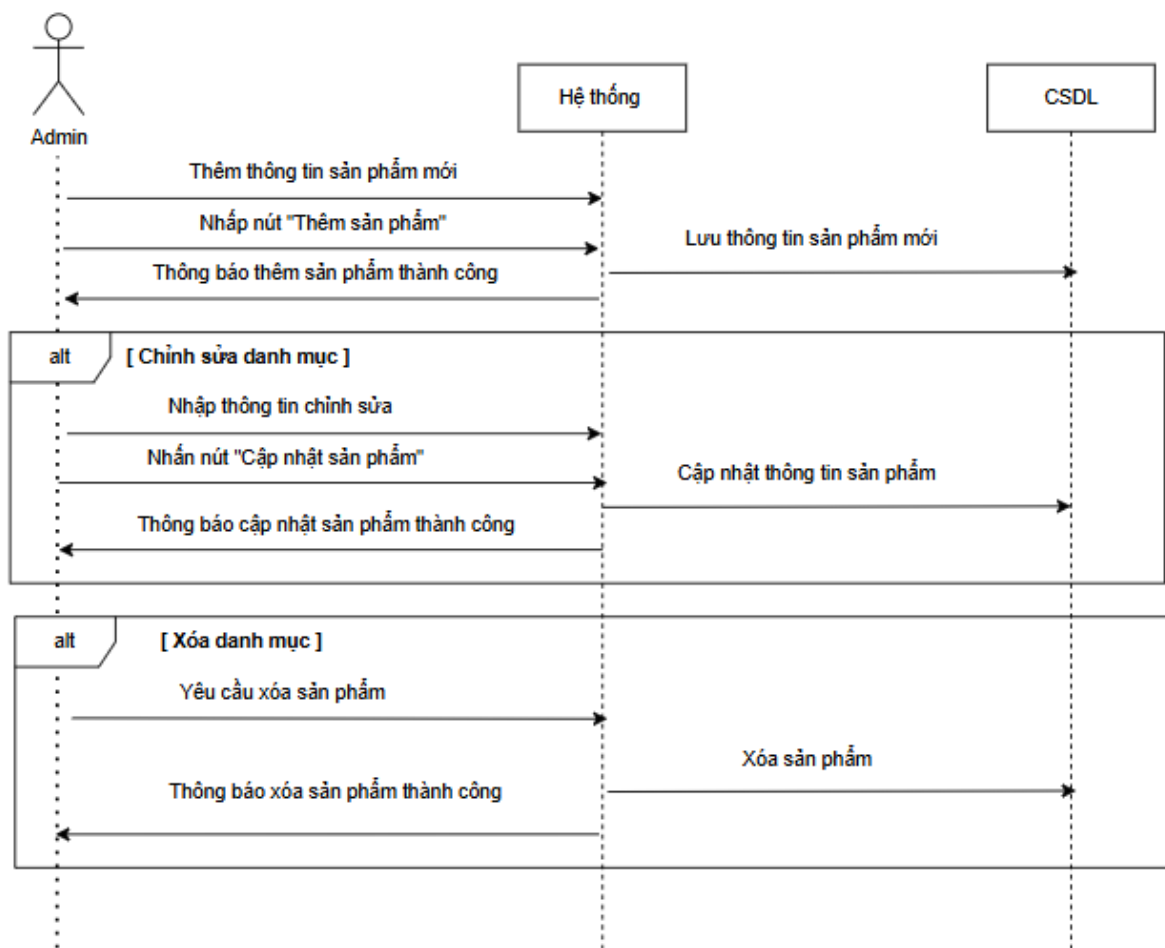 Hệ thống
CSDL
Admin
Thêm thông tin sản phẩm mới
Nhấp nút "Thêm sản phẩm"
Lưu thông tin sản phẩm mới
Thông báo thêm sản phẩm thành công
alt
[ Chỉnh sửa danh mục ]
Nhập thông tin chỉnh sửa
Nhấn nút "Cập nhật sản phẩm"
Cập nhật thông tin sản phẩm
Thông báo cập nhật sản phẩm thành công
alt
[ Xóa danh mục ]
Yêu cầu xóa sản phẩm
Xóa sản phẩm
Thông báo xóa sản phẩm thành công